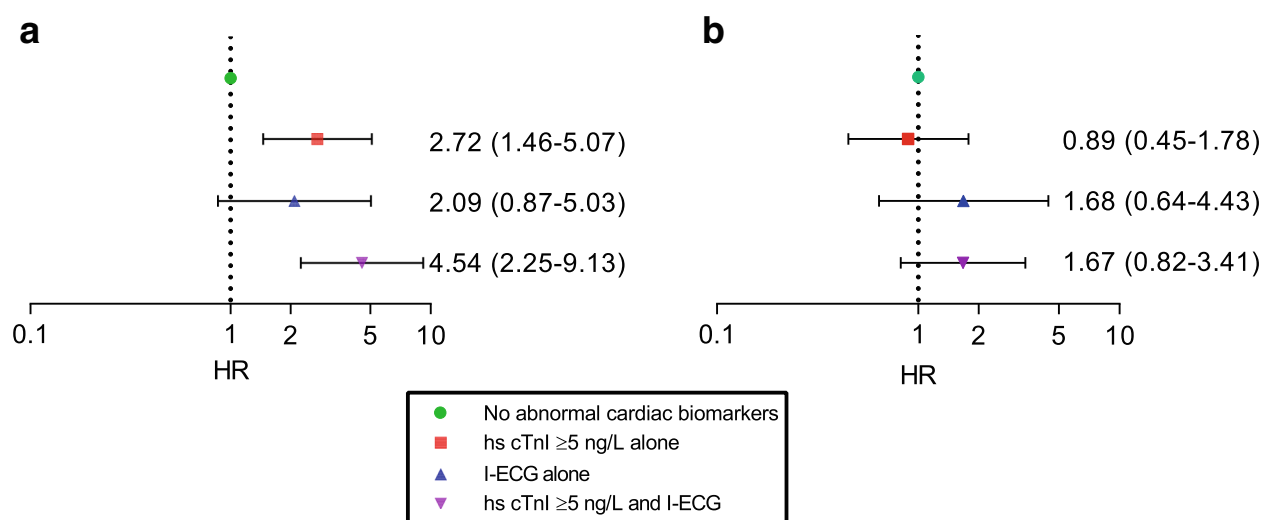 a
2.72 (1.46-5.07)
2.09 (0.87-5.03)
4.54 (2.25-9.13)
0.1 1 2 5 10
HR
b
0.89 (0.45-1.78)
1.68 (0.64-4.43)
1.67 (0.82-3.41)
0.1 1 2 5 10
HR
No abnormal cardiac biomarkers
hs cTnI ≥5 ng/L alone
I-ECG alone
hs cTnI ≥5 ng/L and I-ECG